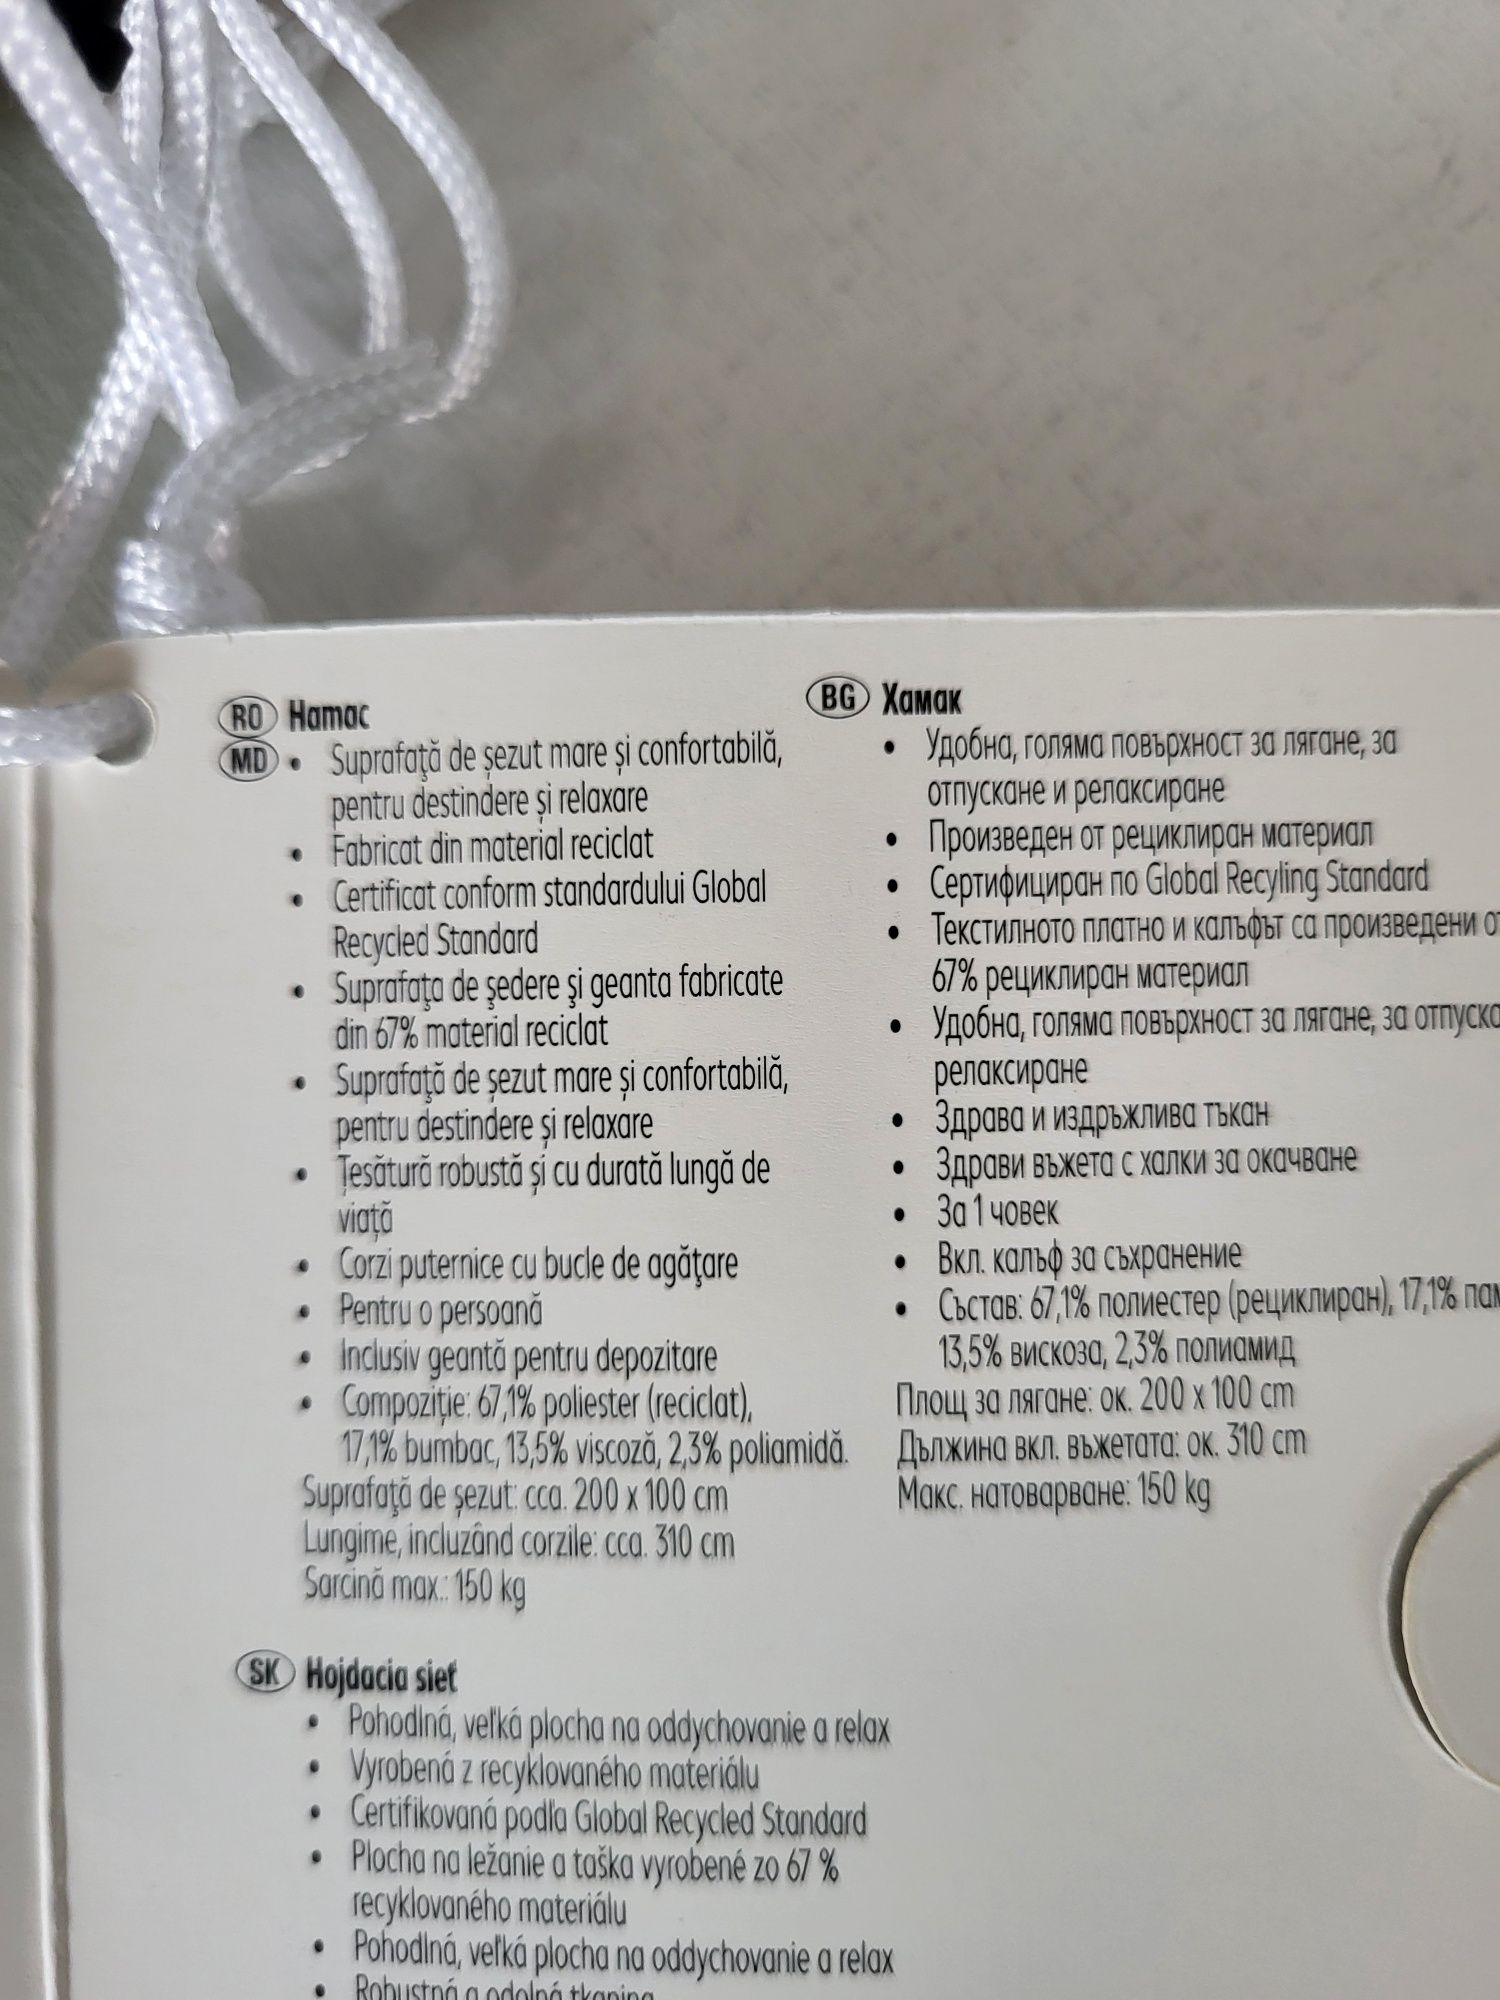 RO Hamac
MD • Suprafață de șezut mare și confortabilă,
pentru destindere și relaxare
• Fabricat din material reciclat
• Certificat conform standardului Global
Recycled Standard
• Suprafaţa de şedere şi geanta fabricate
din 67% material reciclat
• Suprafață de șezut mare și confortabilă,
pentru destindere și relaxare
• Țesătură robustă și cu durată lungă de
viață
• Corzi puternice cu bucle de agățare
• Pentru o persoană
• Inclusiv geantă pentru depozitare
• Compoziție: 67,1% poliester (reciclat),
17,1% bumbac, 13,5% viscoză, 2,3% poliamidă.
Suprafață de șezut: cca. 200 x 100 cm
Lungime, incluzând corzile: cca. 310 cm
Sarcină max.: 150 kg
BG Хамак
• Удобна, голяма повърхност за лягане, за
отпускане и релаксиране
• Произведен от рециклиран материал
• Сертифициран по Global Recyling Standard
• Текстилното платно и калъфът са произведени
67% рециклиран материал
• Удобна, голяма повърхност за лягане, за
релаксиране
• Здрава и издръжлива тъкан
• Здрави въжета с халки за окачване
• За 1 човек
• Вкл. калъф за съхранение
• Състав: 67,1% полиестер (рециклиран), 17,1%
13,5% вискоза, 2,3% полиамид
Площ за лягане: ок. 200 x 100 cm
Дължина вкл. въжетата: ок. 310 cm
Макс. натоварване: 150 kg
SK Hojdacia sieť
• Pohodlná, veľká plocha na oddychovanie a relax
• Vyrobená z recyklovaného materiálu
• Certifikovaná podľa Global Recycled Standard
• Plocha na ležanie a taška vyrobené zo 67 %
recyklovaného materiálu
• Pohodlná, veľká plocha na oddychovanie a relax
• Robustná a odolná tkanina